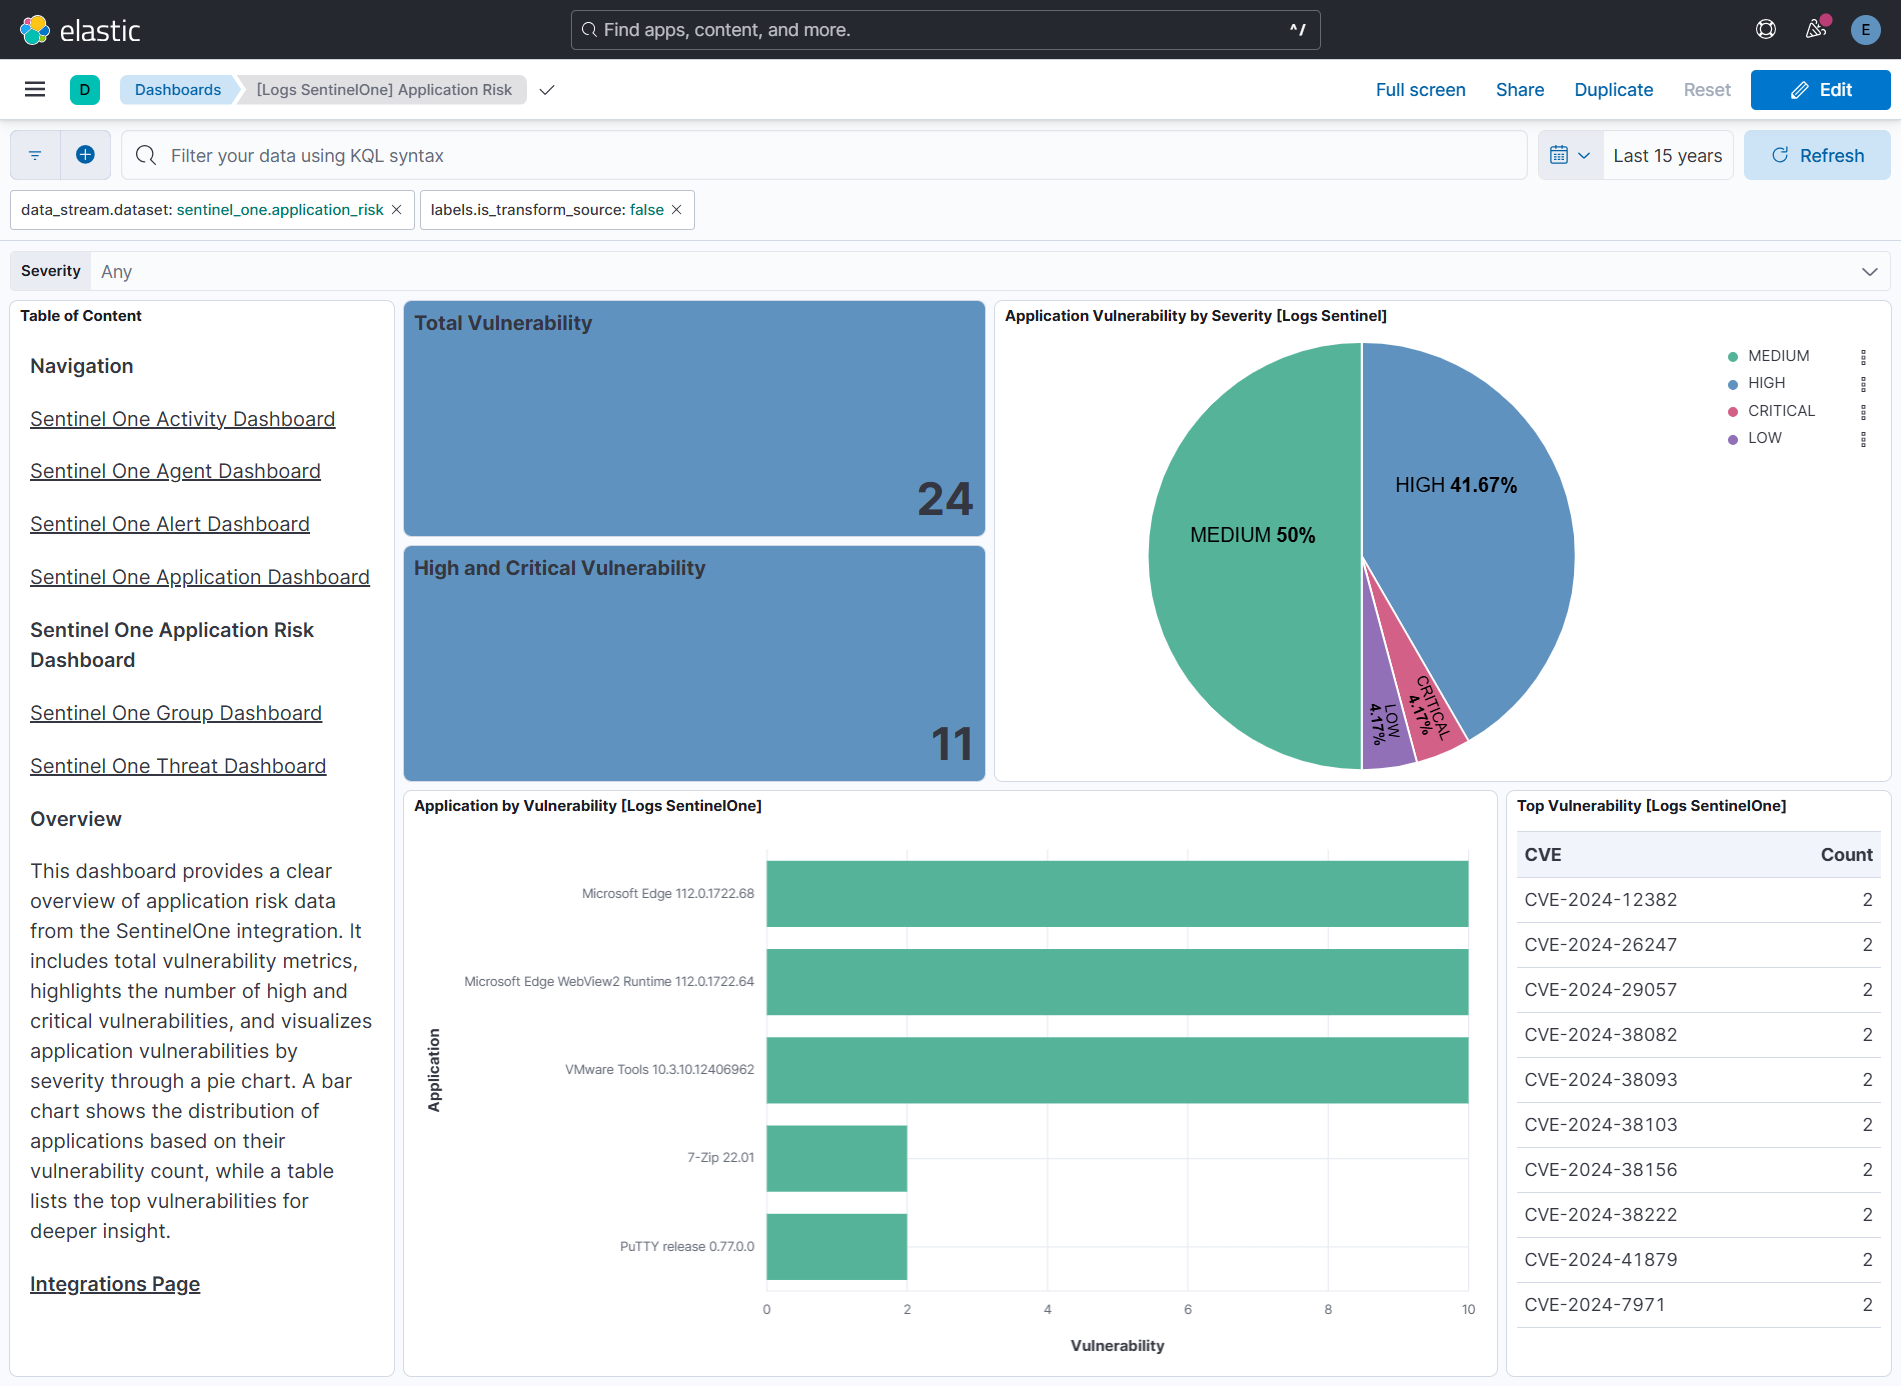 elastic
Find apps, content, and more.
^/
E
D
Dashboards
[Logs SentinelOne] Application Risk
Full screen
Share
Duplicate
Reset
Edit
Filter your data using KQL syntax
Last 15 years
Refresh
data_stream.dataset: sentinel_one.application_risk
labels.is_transform_source: false
Severity
Any
Table of Content
Navigation
Sentinel One Activity Dashboard
Sentinel One Agent Dashboard
Sentinel One Alert Dashboard
Sentinel One Application Dashboard
Sentinel One Application Risk
Dashboard
Sentinel One Group Dashboard
Sentinel One Threat Dashboard
Overview
This dashboard provides a clear
overview of application risk data
from the SentinelOne integration. It
includes total vulnerability metrics,
highlights the number of high and
critical vulnerabilities, and visualizes
application vulnerabilities by
severity through a pie chart. A bar
chart shows the distribution of
applications based on their
vulnerability count, while a table
lists the top vulnerabilities for
deeper insight.
Integrations Page
Total Vulnerability
24
High and Critical Vulnerability
11
Application Vulnerability by Severity [Logs Sentinel]
MEDIUM
HIGH
CRITICAL
LOW
HIGH 41.67%
MEDIUM 50%
CRITICAL
4.17%
LOW
4.17%
Application by Vulnerability [Logs SentinelOne]
Application
Microsoft Edge 112.0.1722.68
Microsoft Edge WebView2 Runtime 112.0.1722.64
VMware Tools 10.3.10.12406962
7-Zip 22.01
PuTTY release 0.77.0.0
0 2 4 6 8 10
Vulnerability
Top Vulnerability [Logs SentinelOne]
CVE Count
CVE-2024-12382 2
CVE-2024-26247 2
CVE-2024-29057 2
CVE-2024-38082 2
CVE-2024-38093 2
CVE-2024-38103 2
CVE-2024-38156 2
CVE-2024-38222 2
CVE-2024-41879 2
CVE-2024-7971 2